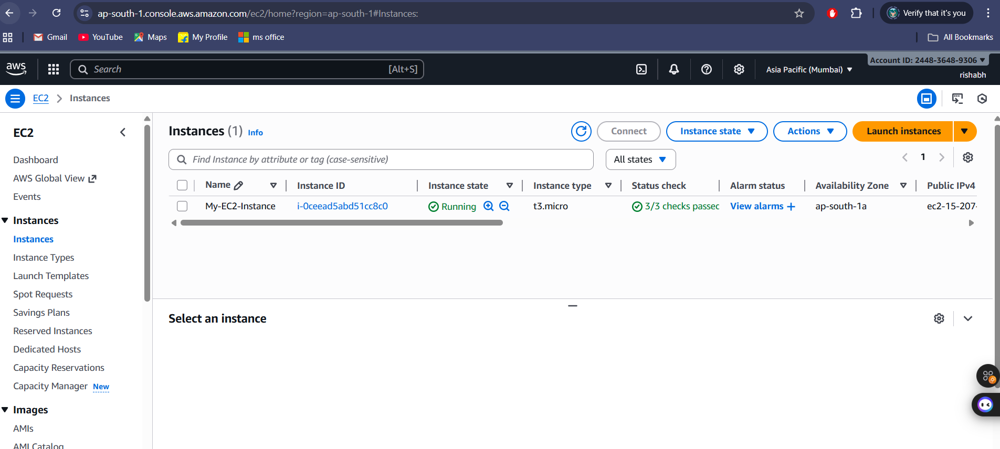 ap-south-1.console.aws.amazon.com/ec2/home?region=ap-south-1#Instances:
Verify that it's you
Gmail
YouTube
Maps
My Profile
ms office
All Bookmarks
aws
Search
[Alt+S]
Asia Pacific (Mumbai)
Account ID: 2448-3648-9306
rishabh
EC2
Instances
EC2
Dashboard
AWS Global View
Events
Instances
Instances
Instance Types
Launch Templates
Spot Requests
Savings Plans
Reserved Instances
Dedicated Hosts
Capacity Reservations
Capacity Manager New
Images
AMIs
AMI Catalog
Instances (1) Info
Connect
Instance state
Actions
Launch instances
Find Instance by attribute or tag (case-sensitive)
All states
1
Name Instance ID Instance state Instance type Status check Alarm status Availability Zone Public IPv4
My-EC2-Instance i-0ceead5abd51cc8c0 Running t3.micro 3/3 checks passed View alarms + ap-south-1a ec2-15-207-
Select an instance